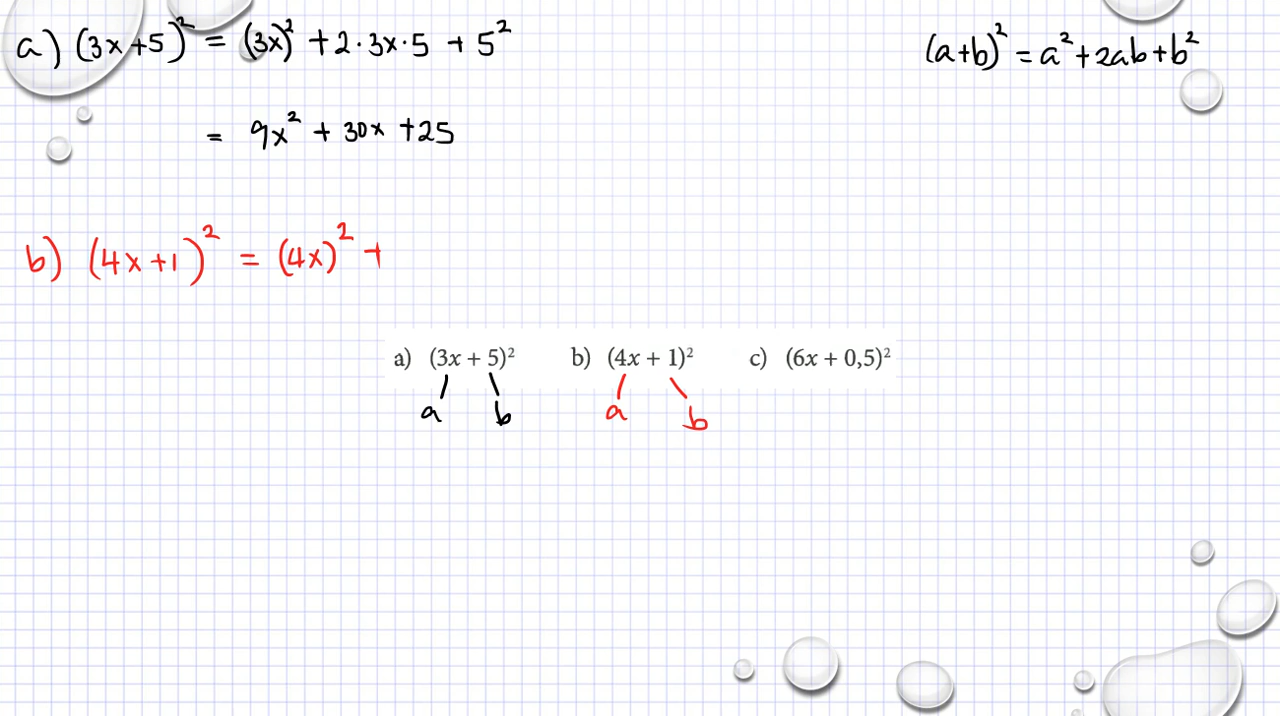 a) (3x+5)² = (3x)² + 2·3x·5 + 5²
(a+b)² = a² + 2ab + b²
= 9x² + 30x + 25
b) (4x+1)² = (4x)² +
a) (3x + 5)² b) (4x + 1)² c) (6x + 0,5)²
a b a b